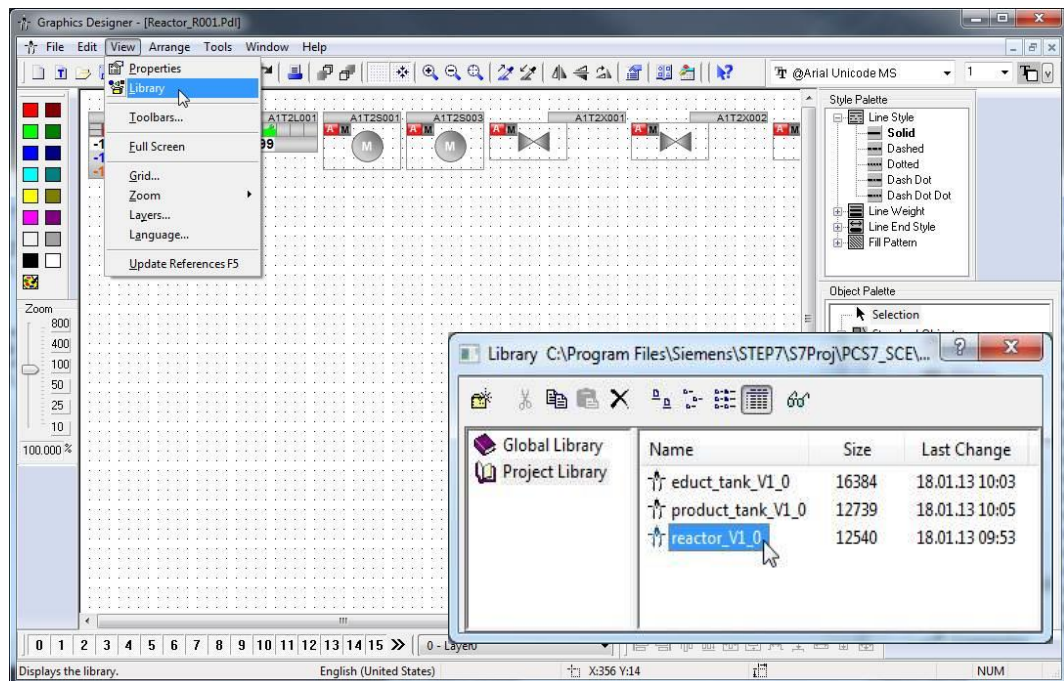 Graphics Designer - [Reactor_R001.Pdl]
File Edit View Arrange Tools Window Help
Properties
Library
Toolbars...
Full Screen
Grid...
Zoom
Layers...
Language...
Update References F5
@Arial Unicode MS 1
A1T2L001 A1T2S001 A1T2S003 A1T2X001 A1T2X002
A M A M A M A M A M
99
M M
Zoom
800
400
100
50
25
10
100.000 %
Style Palette
Line Style
Solid
Dashed
Dotted
Dash Dot
Dash Dot Dot
Line Weight
Line End Style
Fill Pattern
Object Palette
Selection
Library C:\Program Files\Siemens\STEP7\S7Proj\PCS7_SCE\...
Global Library
Project Library
Name Size Last Change
educt_tank_V1_0 16384 18.01.13 10:03
product_tank_V1_0 12739 18.01.13 10:05
reactor_V1_0 12540 18.01.13 09:53
0 1 2 3 4 5 6 7 8 9 10 11 12 13 14 15 0 - Layer0
Displays the library. English (United States) X:356 Y:14 NUM